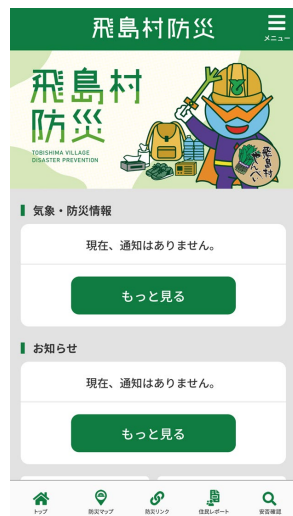 飛島村防災
メニュー
飛島村
防災
TOBISHIMA VILLAGE
DISASTER PREVENTION
飛島村
気象・防災情報
現在、通知はありません。
もっと見る
お知らせ
現在、通知はありません。
もっと見る
トップ
防災マップ
防災リンク
住民レポート
安否確認